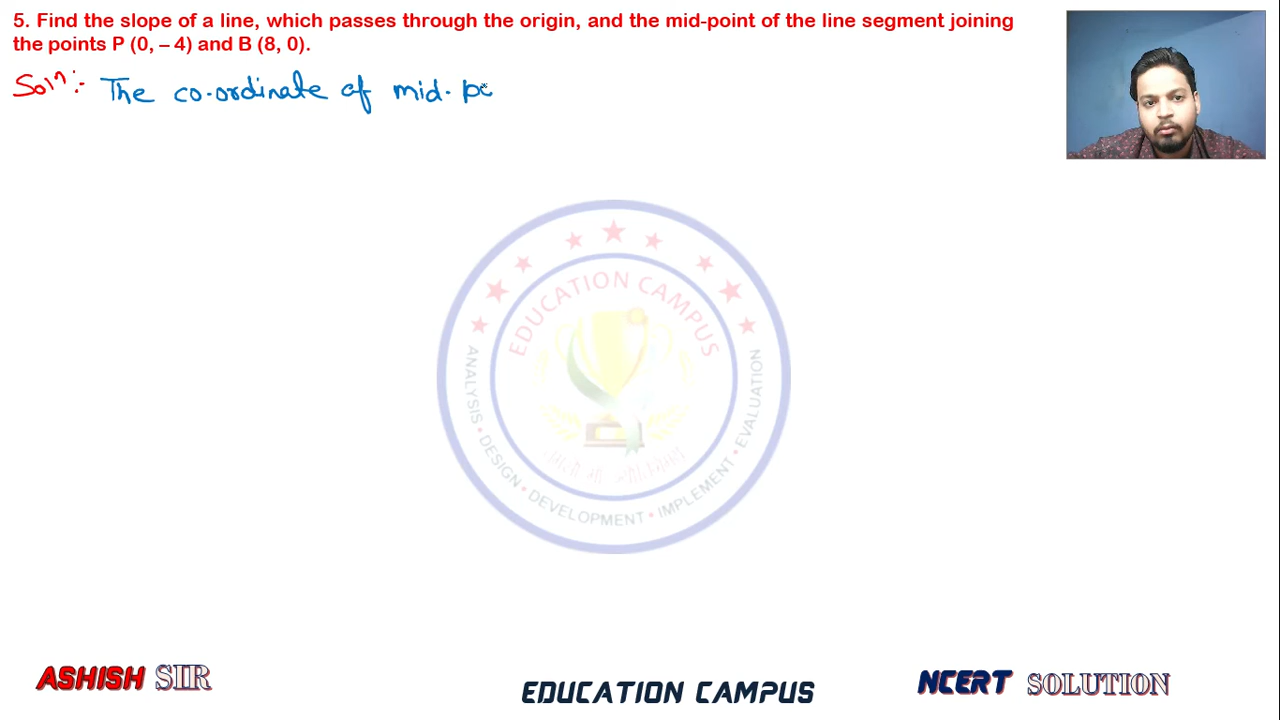 5. Find the slope of a line, which passes through the origin, and the mid-point of the line segment joining
the points P (0, – 4) and B (8, 0).
Soln:- The co-ordinate of mid-po
EDUCATION CAMPUS
ANALYSIS • DESIGN • DEVELOPMENT • IMPLEMENT • EVALUATION
ASHISH SIR
EDUCATION CAMPUS
NCERT SOLUTION